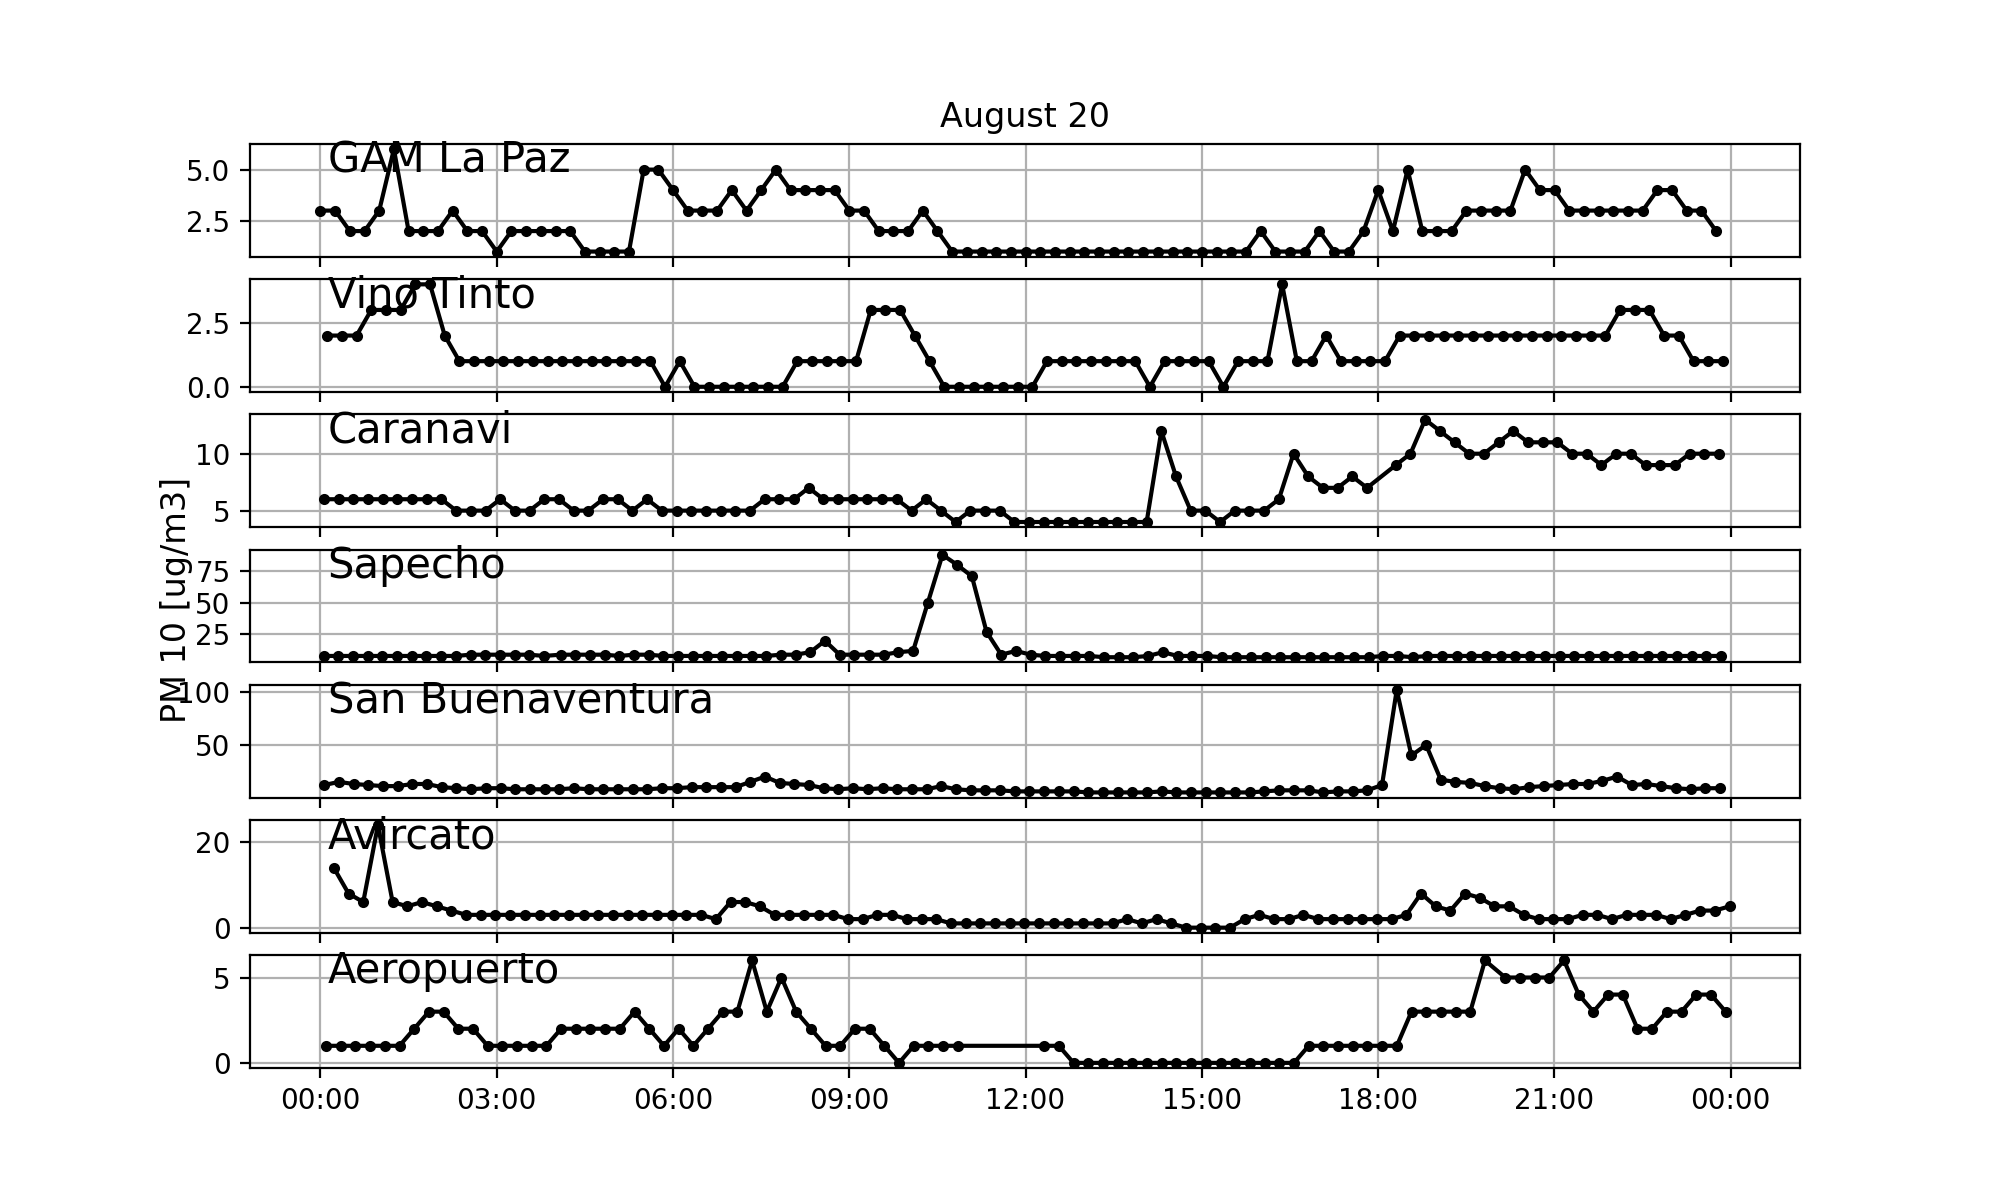 August 20
GAM La Paz
5.0
2.5
Vino Tinto
2.5
0.0
Caranavi
10
5
PM 10 [ug/m3]
Sapecho
75
50
25
San Buenaventura
100
50
Avircato
20
0
Aeropuerto
5
0
00:00 03:00 06:00 09:00 12:00 15:00 18:00 21:00 00:00